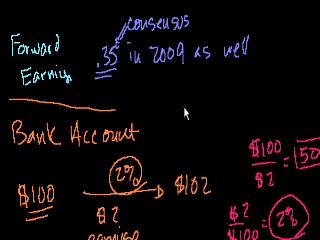 consensus
Forward
Earnings
.35 in 2009 as well
Bank Account
$100
2%
$102
$2
earnings
$100
$2
= 50
$2
$100
= 2%